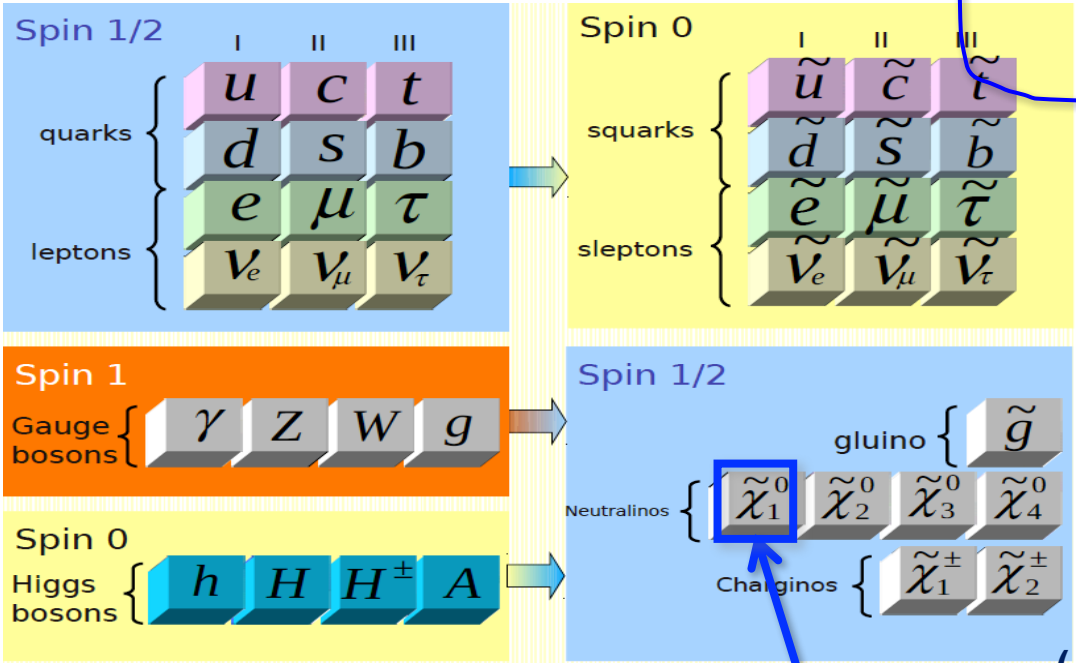 Spin 1/2
I II III
quarks
u c t
d s b
leptons
e μ τ
νe νμ ντ
Spin 0
I II III
squarks
ũ c̃ t̃
d̃ s̃ b̃
sleptons
ẽ μ̃ τ̃
ν̃e ν̃μ ν̃τ
Spin 1
Gauge
bosons
γ Z W g
Spin 0
Higgs
bosons
h H H± A
Spin 1/2
gluino
g̃
Neutralinos
χ̃⁰₁ χ̃⁰₂ χ̃⁰₃ χ̃⁰₄
Charginos
χ̃±₁ χ̃±₂
(